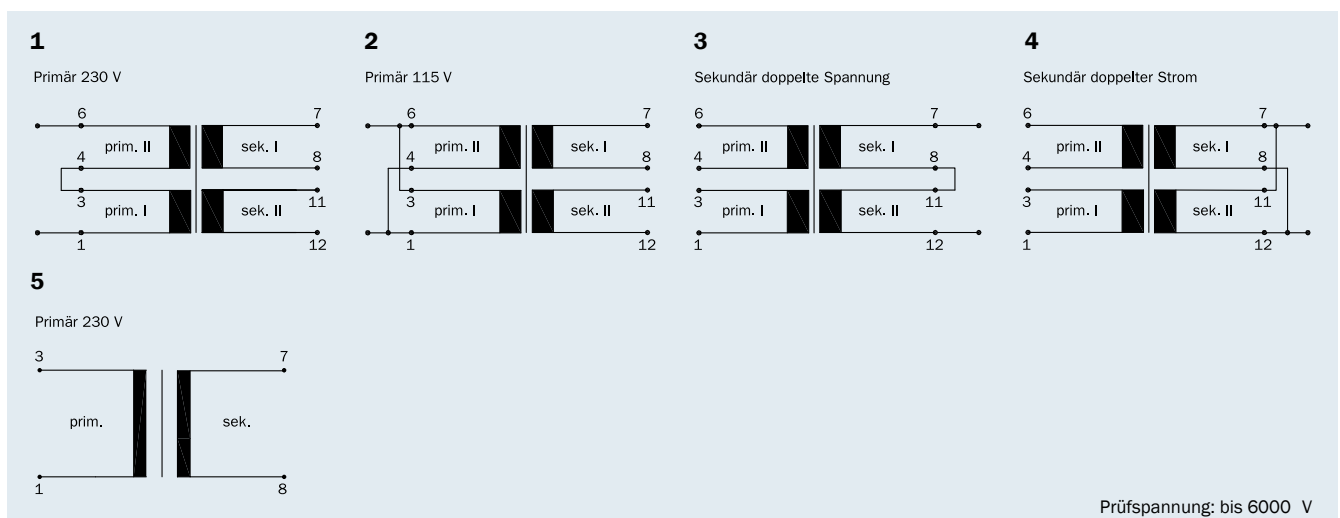 1
Primär 230 V
6
7
prim. II
sek. I
4
8
3
11
prim. I
sek. II
1
12
2
Primär 115 V
6
7
prim. II
sek. I
4
8
3
11
prim. I
sek. II
1
12
3
Sekundär doppelte Spannung
6
7
prim. II
sek. I
4
8
3
11
prim. I
sek. II
1
12
4
Sekundär doppelter Strom
6
7
prim. II
sek. I
4
8
3
11
prim. I
sek. II
1
12
5
Primär 230 V
3
7
prim.
sek.
1
8
Prüfspannung: bis 6000 V